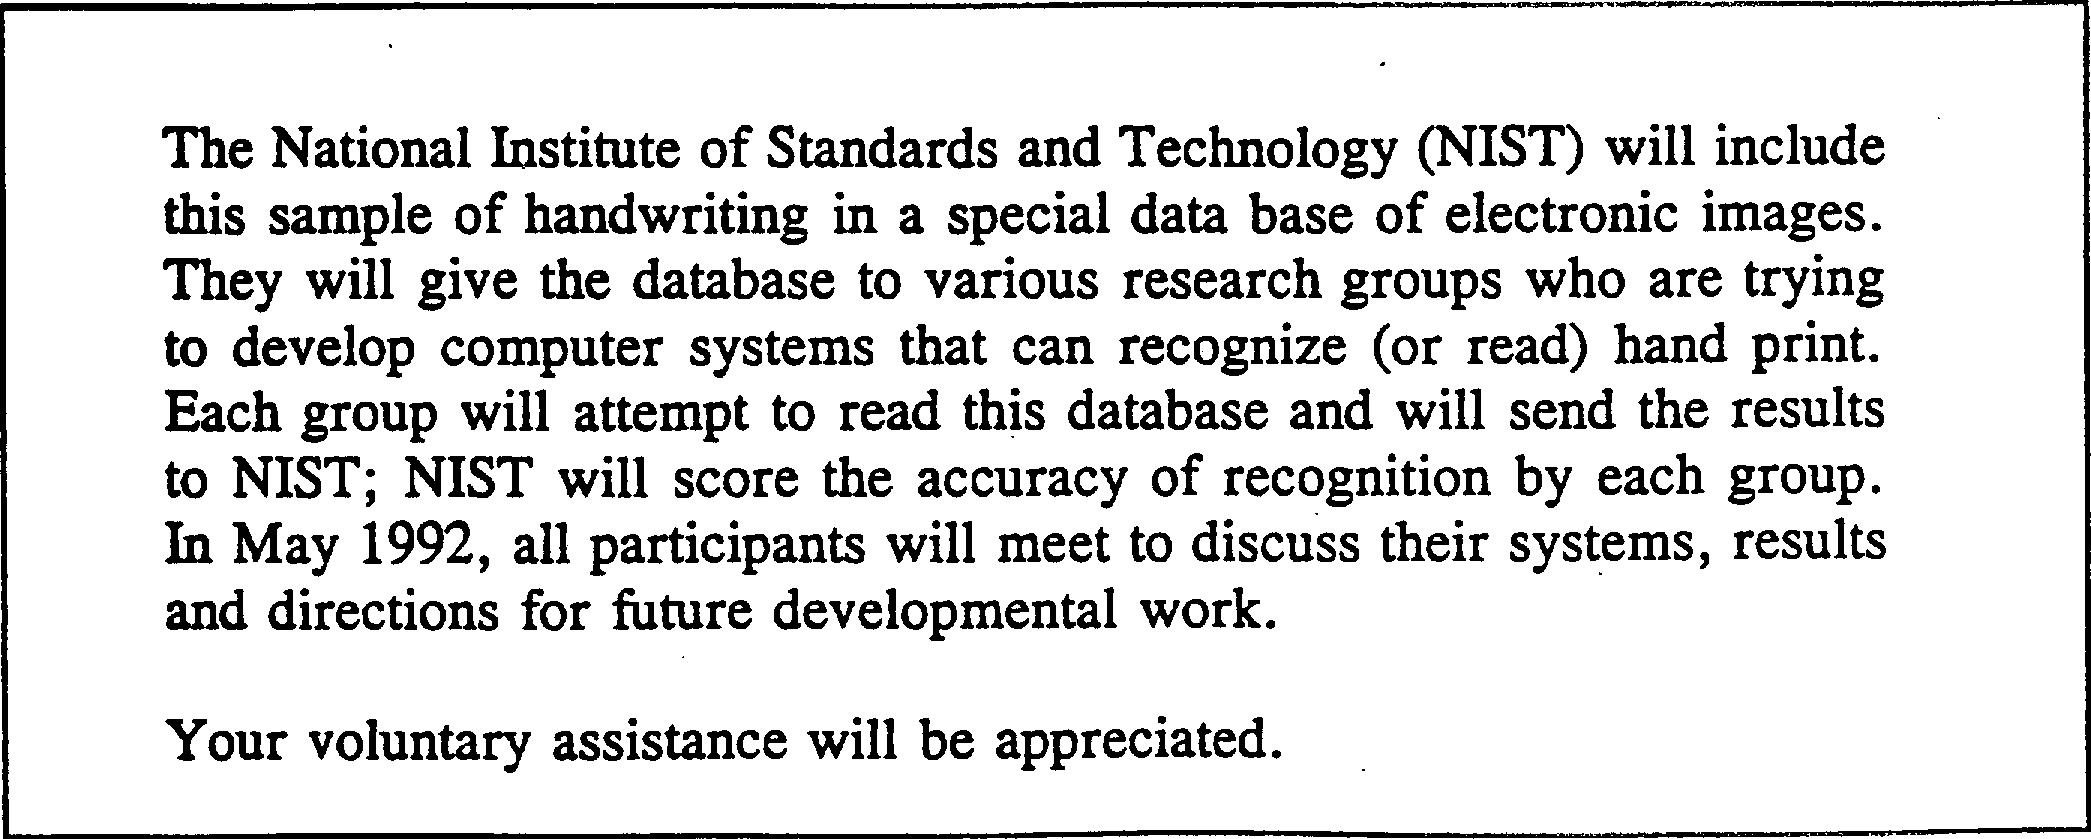 The National Institute of Standards and Technology (NIST) will include
this sample of handwriting in a special data base of electronic images.
They will give the database to various research groups who are trying
to develop computer systems that can recognize (or read) hand print.
Each group will attempt to read this database and will send the results
to NIST; NIST will score the accuracy of recognition by each group.
In May 1992, all participants will meet to discuss their systems, results
and directions for future developmental work.
Your voluntary assistance will be appreciated.